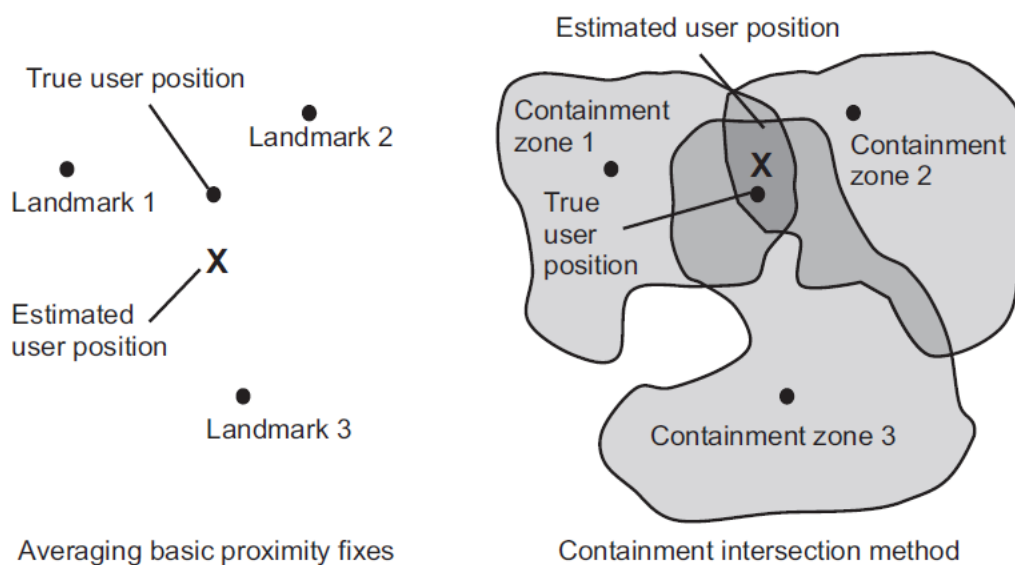 True user position
Landmark 2
Landmark 1
X
Estimated
user position
Landmark 3
Averaging basic proximity fixes
Estimated user position
Containment
zone 1
Containment
zone 2
X
True
user
position
Containment zone 3
Containment intersection method